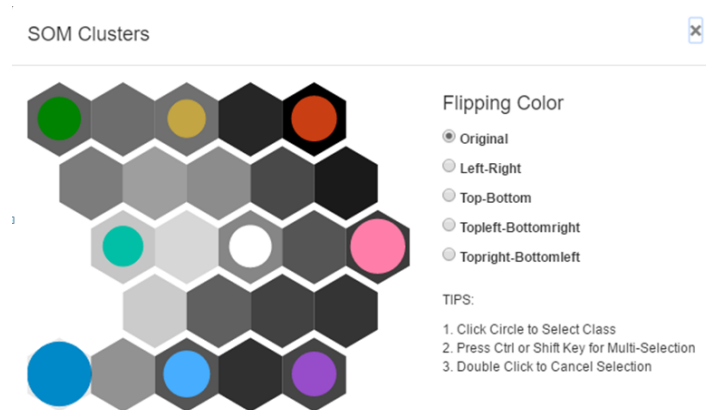 SOM Clusters
×
Flipping Color
Original
Left-Right
Top-Bottom
Topleft-Bottomright
Topright-Bottomleft
TIPS:
1. Click Circle to Select Class
2. Press Ctrl or Shift Key for Multi-Selection
3. Double Click to Cancel Selection